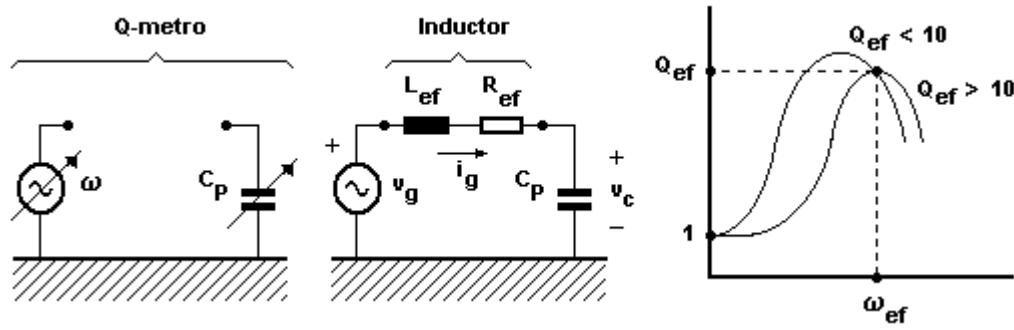 Q-metro
ω
C_P
Inductor
L_ef
R_ef
+
v_g
i_g
C_P
+
v_c
−
Q_ef < 10
Q_ef
Q_ef > 10
1
ω_ef